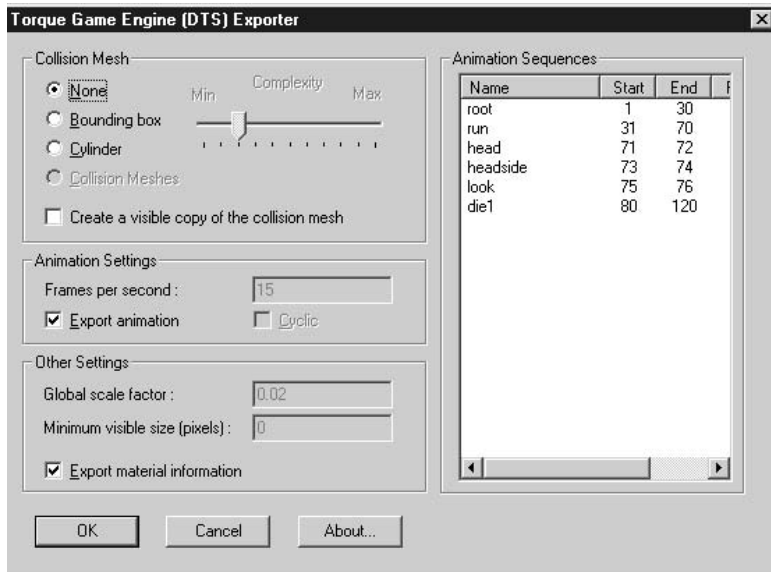 Torque Game Engine (DTS) Exporter
Collision Mesh
None
Bounding box
Cylinder
Collision Meshes
Min Complexity Max
Create a visible copy of the collision mesh
Animation Settings
Frames per second : 15
Export animation Cyclic
Other Settings
Global scale factor : 0.02
Minimum visible size (pixels) : 0
Export material information
OK Cancel About...
Animation Sequences
Name Start End
root 1 30
run 31 70
head 71 72
headside 73 74
look 75 76
die1 80 120